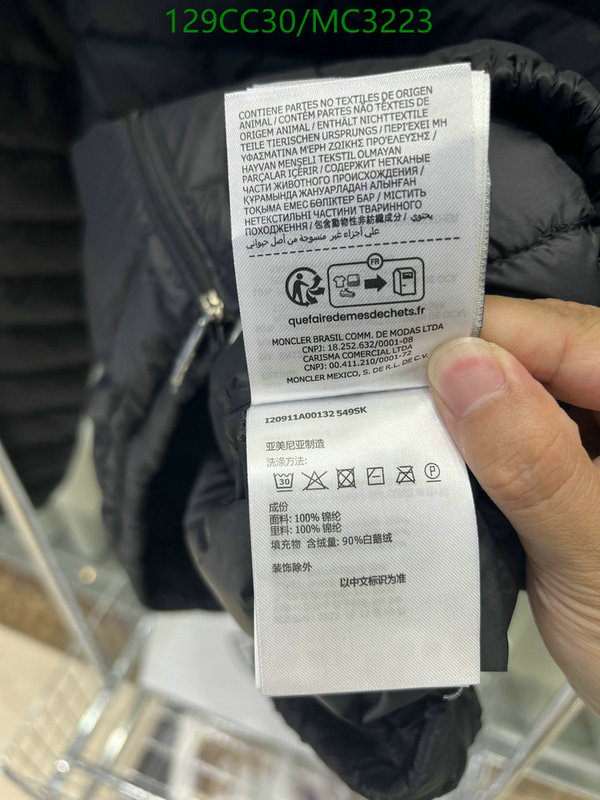 129CC30/MC3223
CONTIENE PARTES NO TEXTILES DE ORIGEN
ANIMAL / CONTÉM PARTES NÃO TÊXTEIS DE
ORIGEM ANIMAL / ENTHÄLT NICHTTEXTILE
TEILE TIERISCHEN URSPRUNGS / ΠΕΡΙΕΧΕΙ ΜΗ
ΥΦΑΣΜΑΤΙΝΑ ΜΕΡΗ ΖΩΙΚΗΣ ΠΡΟΕΛΕΥΣΗΣ /
HAYVAN MENŞELİ TEKSTİL OLMAYAN
PARÇALAR İÇERİR / СОДЕРЖИТ НЕТКАНЫЕ
ЧАСТИ ЖИВОТНОГО ПРОИСХОЖДЕНИЯ /
ҚҰРАМЫНДА ЖАНУАРЛАРДАН АЛЫНҒАН
ТОҚЫМА ЕМЕС БӨЛІКТЕР БАР / МІСТИТЬ
НЕТЕКСТИЛЬНІ ЧАСТИНИ ТВАРИННОГО
ПОХОДЖЕННЯ / 包含動物性非紡織成分 / يحتوي
علي أجزاء غير منسوجة من أصل حيواني
FR
quefairedemesdechets.fr
MONCLER BRASIL COMM. DE MODAS LTDA
CNPJ: 18.252.632/0001-08
CARISMA COMERCIAL LTDA
CNPJ: 00.411.210/0001-72
MONCLER MEXICO, S. DE R.L. DE C.V.
I20911A00132 549SK
亚美尼亚制造
洗涤方法:
30
P
成份
面料: 100% 锦纶
里料: 100% 锦纶
填充物 含绒量: 90%白鹅绒
装饰除外
以中文标识为准